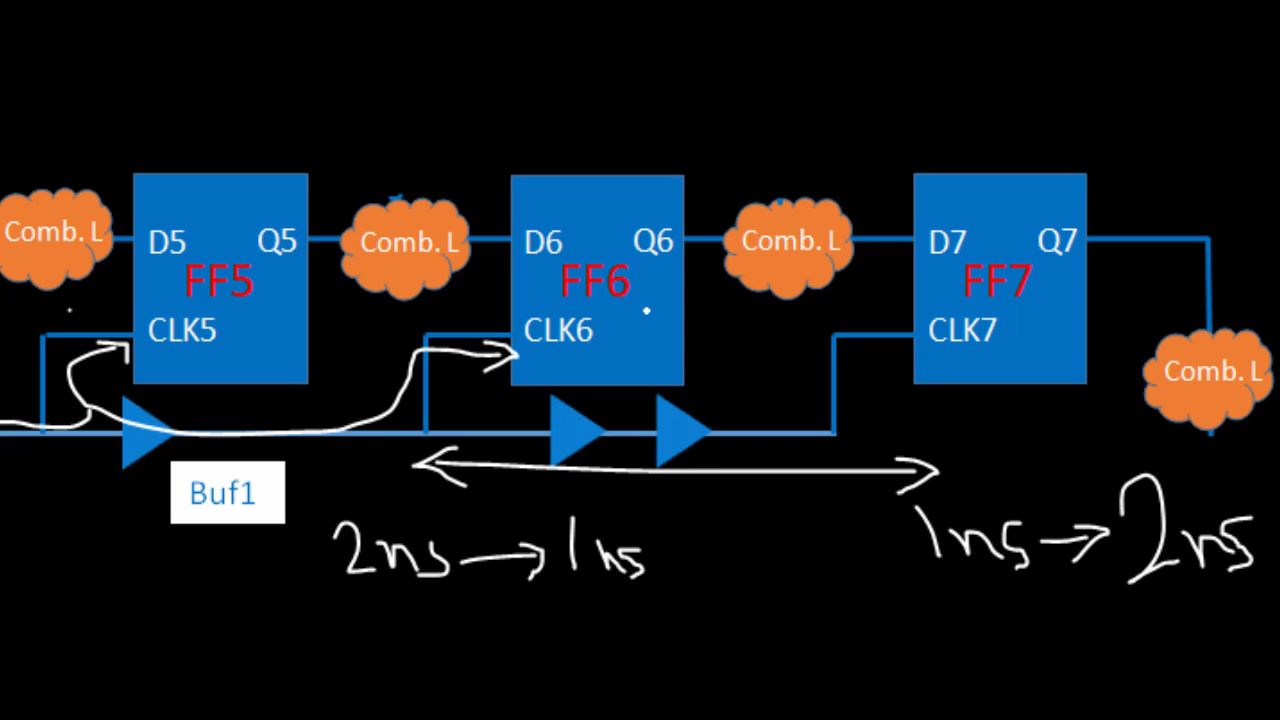 Comb. L
D5 Q5
FF5
CLK5
Comb. L
D6 Q6
FF6
CLK6
Comb. L
D7 Q7
FF7
CLK7
Comb. L
Buf1
2ns → 1ns
1ns → 2ns